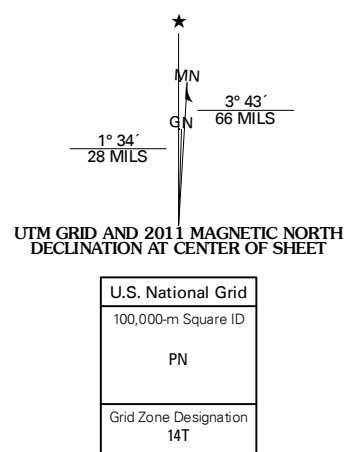 MN
3° 43´
66 MILS
GN
1° 34´
28 MILS
UTM GRID AND 2011 MAGNETIC NORTH
DECLINATION AT CENTER OF SHEET
U.S. National Grid
100,000-m Square ID
PN
Grid Zone Designation
14T